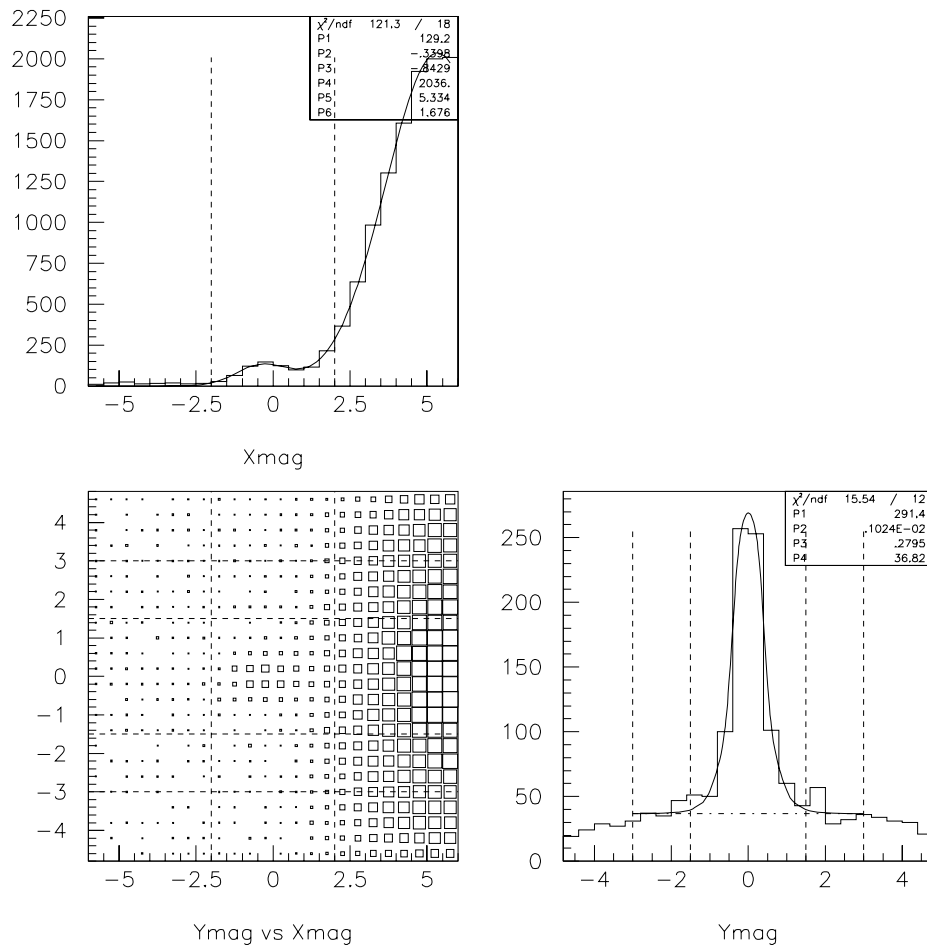 2250
2000
1750
1500
1250
1000
750
500
250
0
χ²/ndf 121.3 / 18
P1 129.2
P2 -.3398
P3 -.8429
P4 2036.
P5 5.334
P6 1.676
-5 -2.5 0 2.5 5
Xmag
4
3
2
1
0
-1
-2
-3
-4
-5 -2.5 0 2.5 5
Ymag vs Xmag
250
200
150
100
50
0
χ²/ndf 15.54 / 12
P1 291.4
P2 .1024E-02
P3 .2795
P4 36.82
-4 -2 0 2 4
Ymag